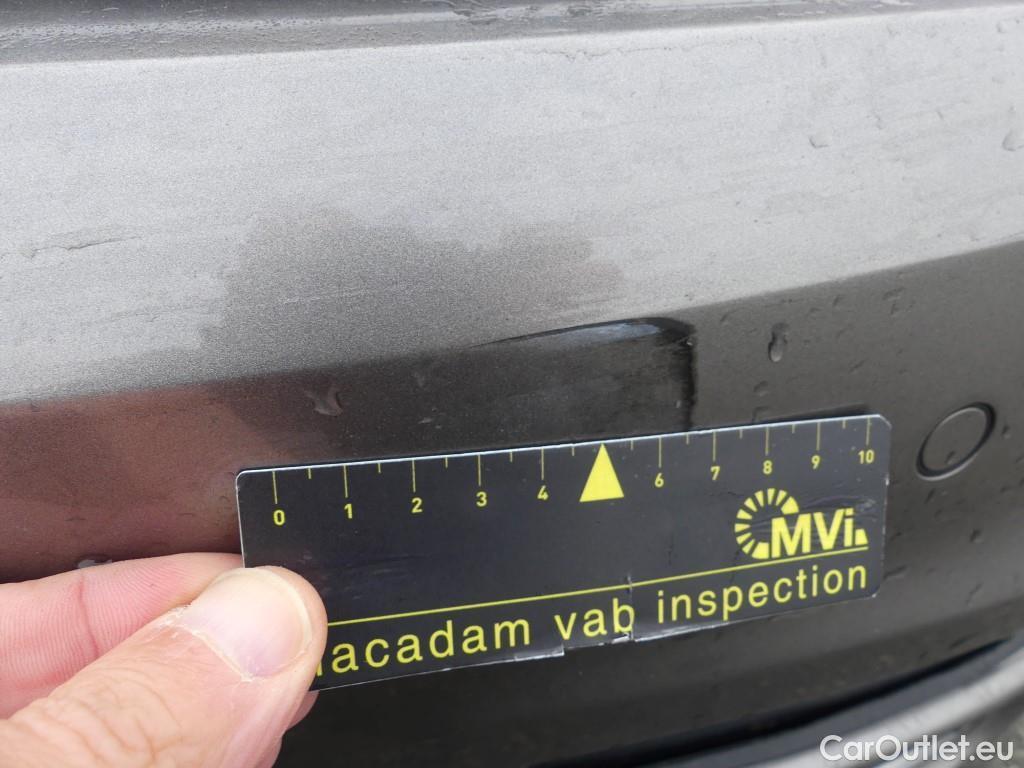 0 1 2 3 4 6 7 8 9 10
MVi
acadam vab inspection
CarOutlet.eu